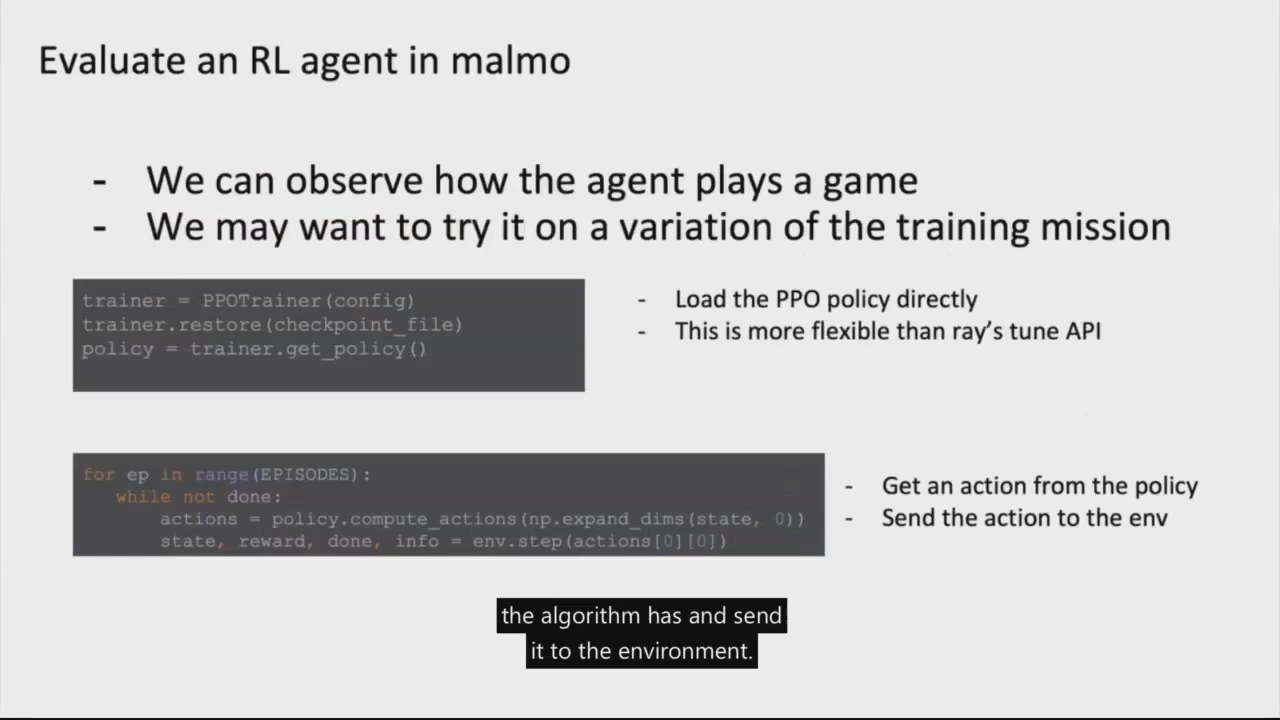 Evaluate an RL agent in malmo
- We can observe how the agent plays a game
- We may want to try it on a variation of the training mission
trainer = PPOTrainer(config)
trainer.restore(checkpoint_file)
policy = trainer.get_policy()
- Load the PPO policy directly
- This is more flexible than ray's tune API
for ep in range(EPISODES):
while not done:
actions = policy.compute_actions(np.expand_dims(state, 0))
state, reward, done, info = env.step(actions[0][0])
- Get an action from the policy
- Send the action to the env
the algorithm has and send
it to the environment.